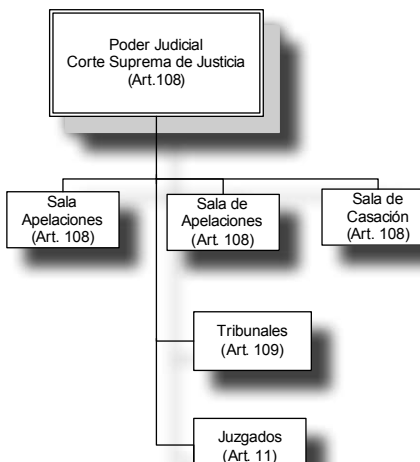 Poder Judicial
Corte Suprema de Justicia
(Art.108)
Sala
Apelaciones
(Art. 108)
Sala de
Apelaciones
(Art. 108)
Sala de
Casación
(Art. 108)
Tribunales
(Art. 109)
Juzgados
(Art. 11)